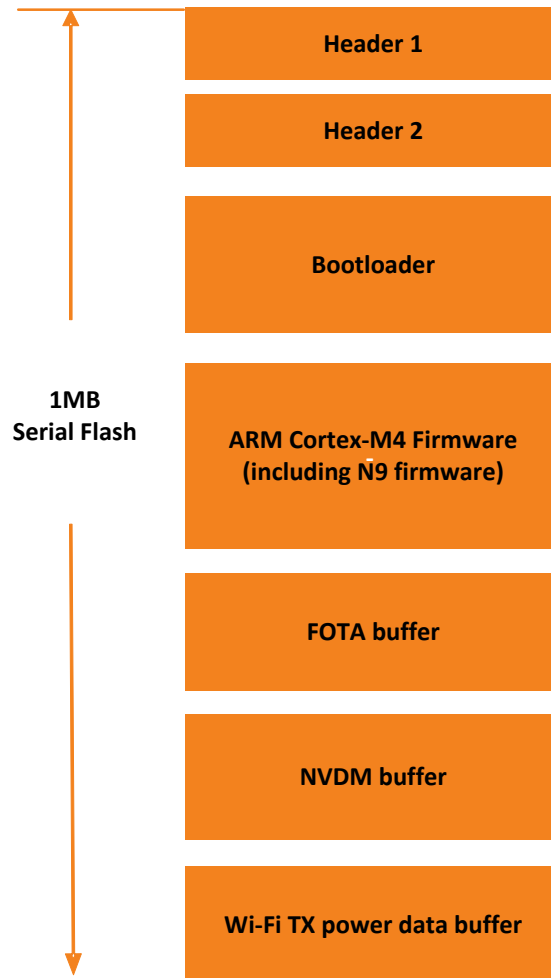 Header 1
Header 2
Bootloader
1MB
Serial Flash
ARM Cortex-M4 Firmware
(including N9 firmware)
FOTA buffer
NVDM buffer
Wi-Fi TX power data buffer